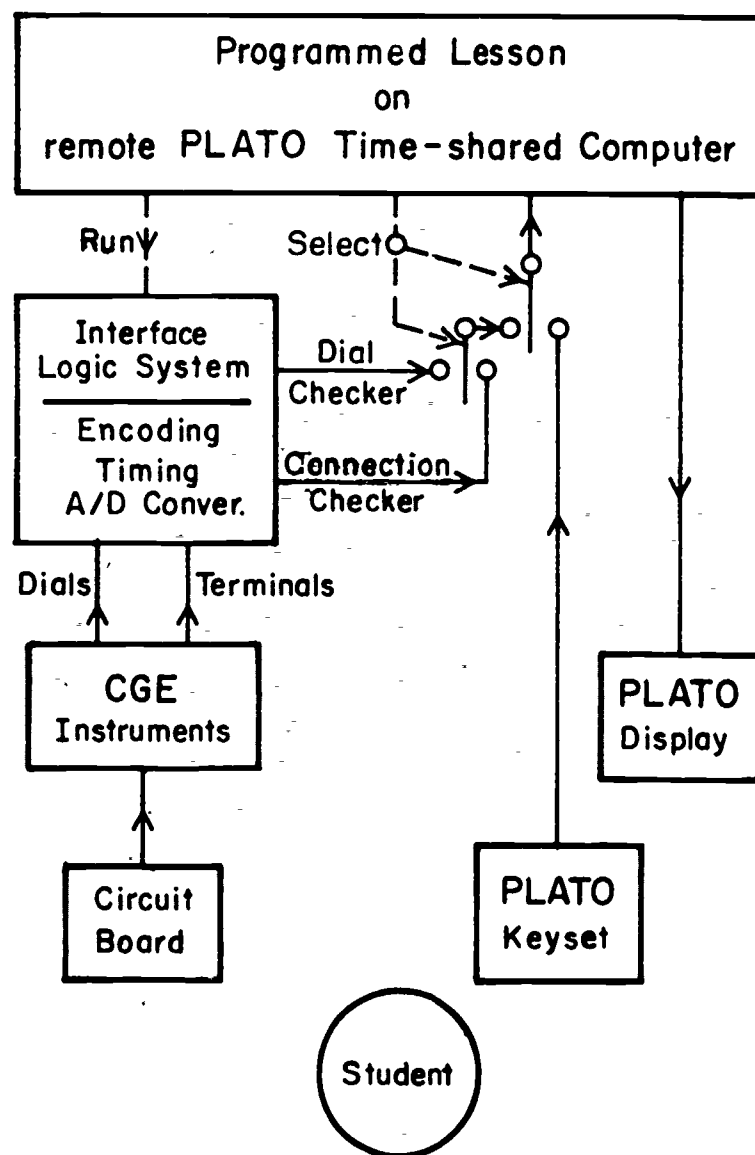 Programmed Lesson
on
remote PLATO Time-shared Computer
Run
Select
Interface
Logic System
Encoding
Timing
A/D Conver.
Dial
Checker
Connection
Checker
Dials
Terminals
CGE
Instruments
PLATO
Display
Circuit
Board
PLATO
Keyset
Student